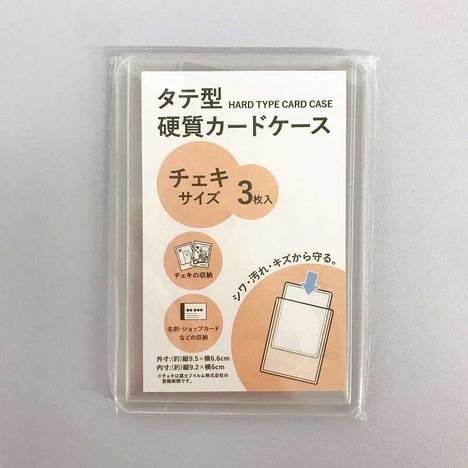 タテ型 HARD TYPE CARD CASE
硬質カードケース
チェキ
サイズ
3枚入
チェキの収納
シワ・汚れ・キズから守る。
名刺・ショップカード
などの収納
外寸:(約)縦9.5×横6.6cm
内寸:(約)縦9.2×横6cm
※チェキは富士フイルム株式会社の
登録商標です。